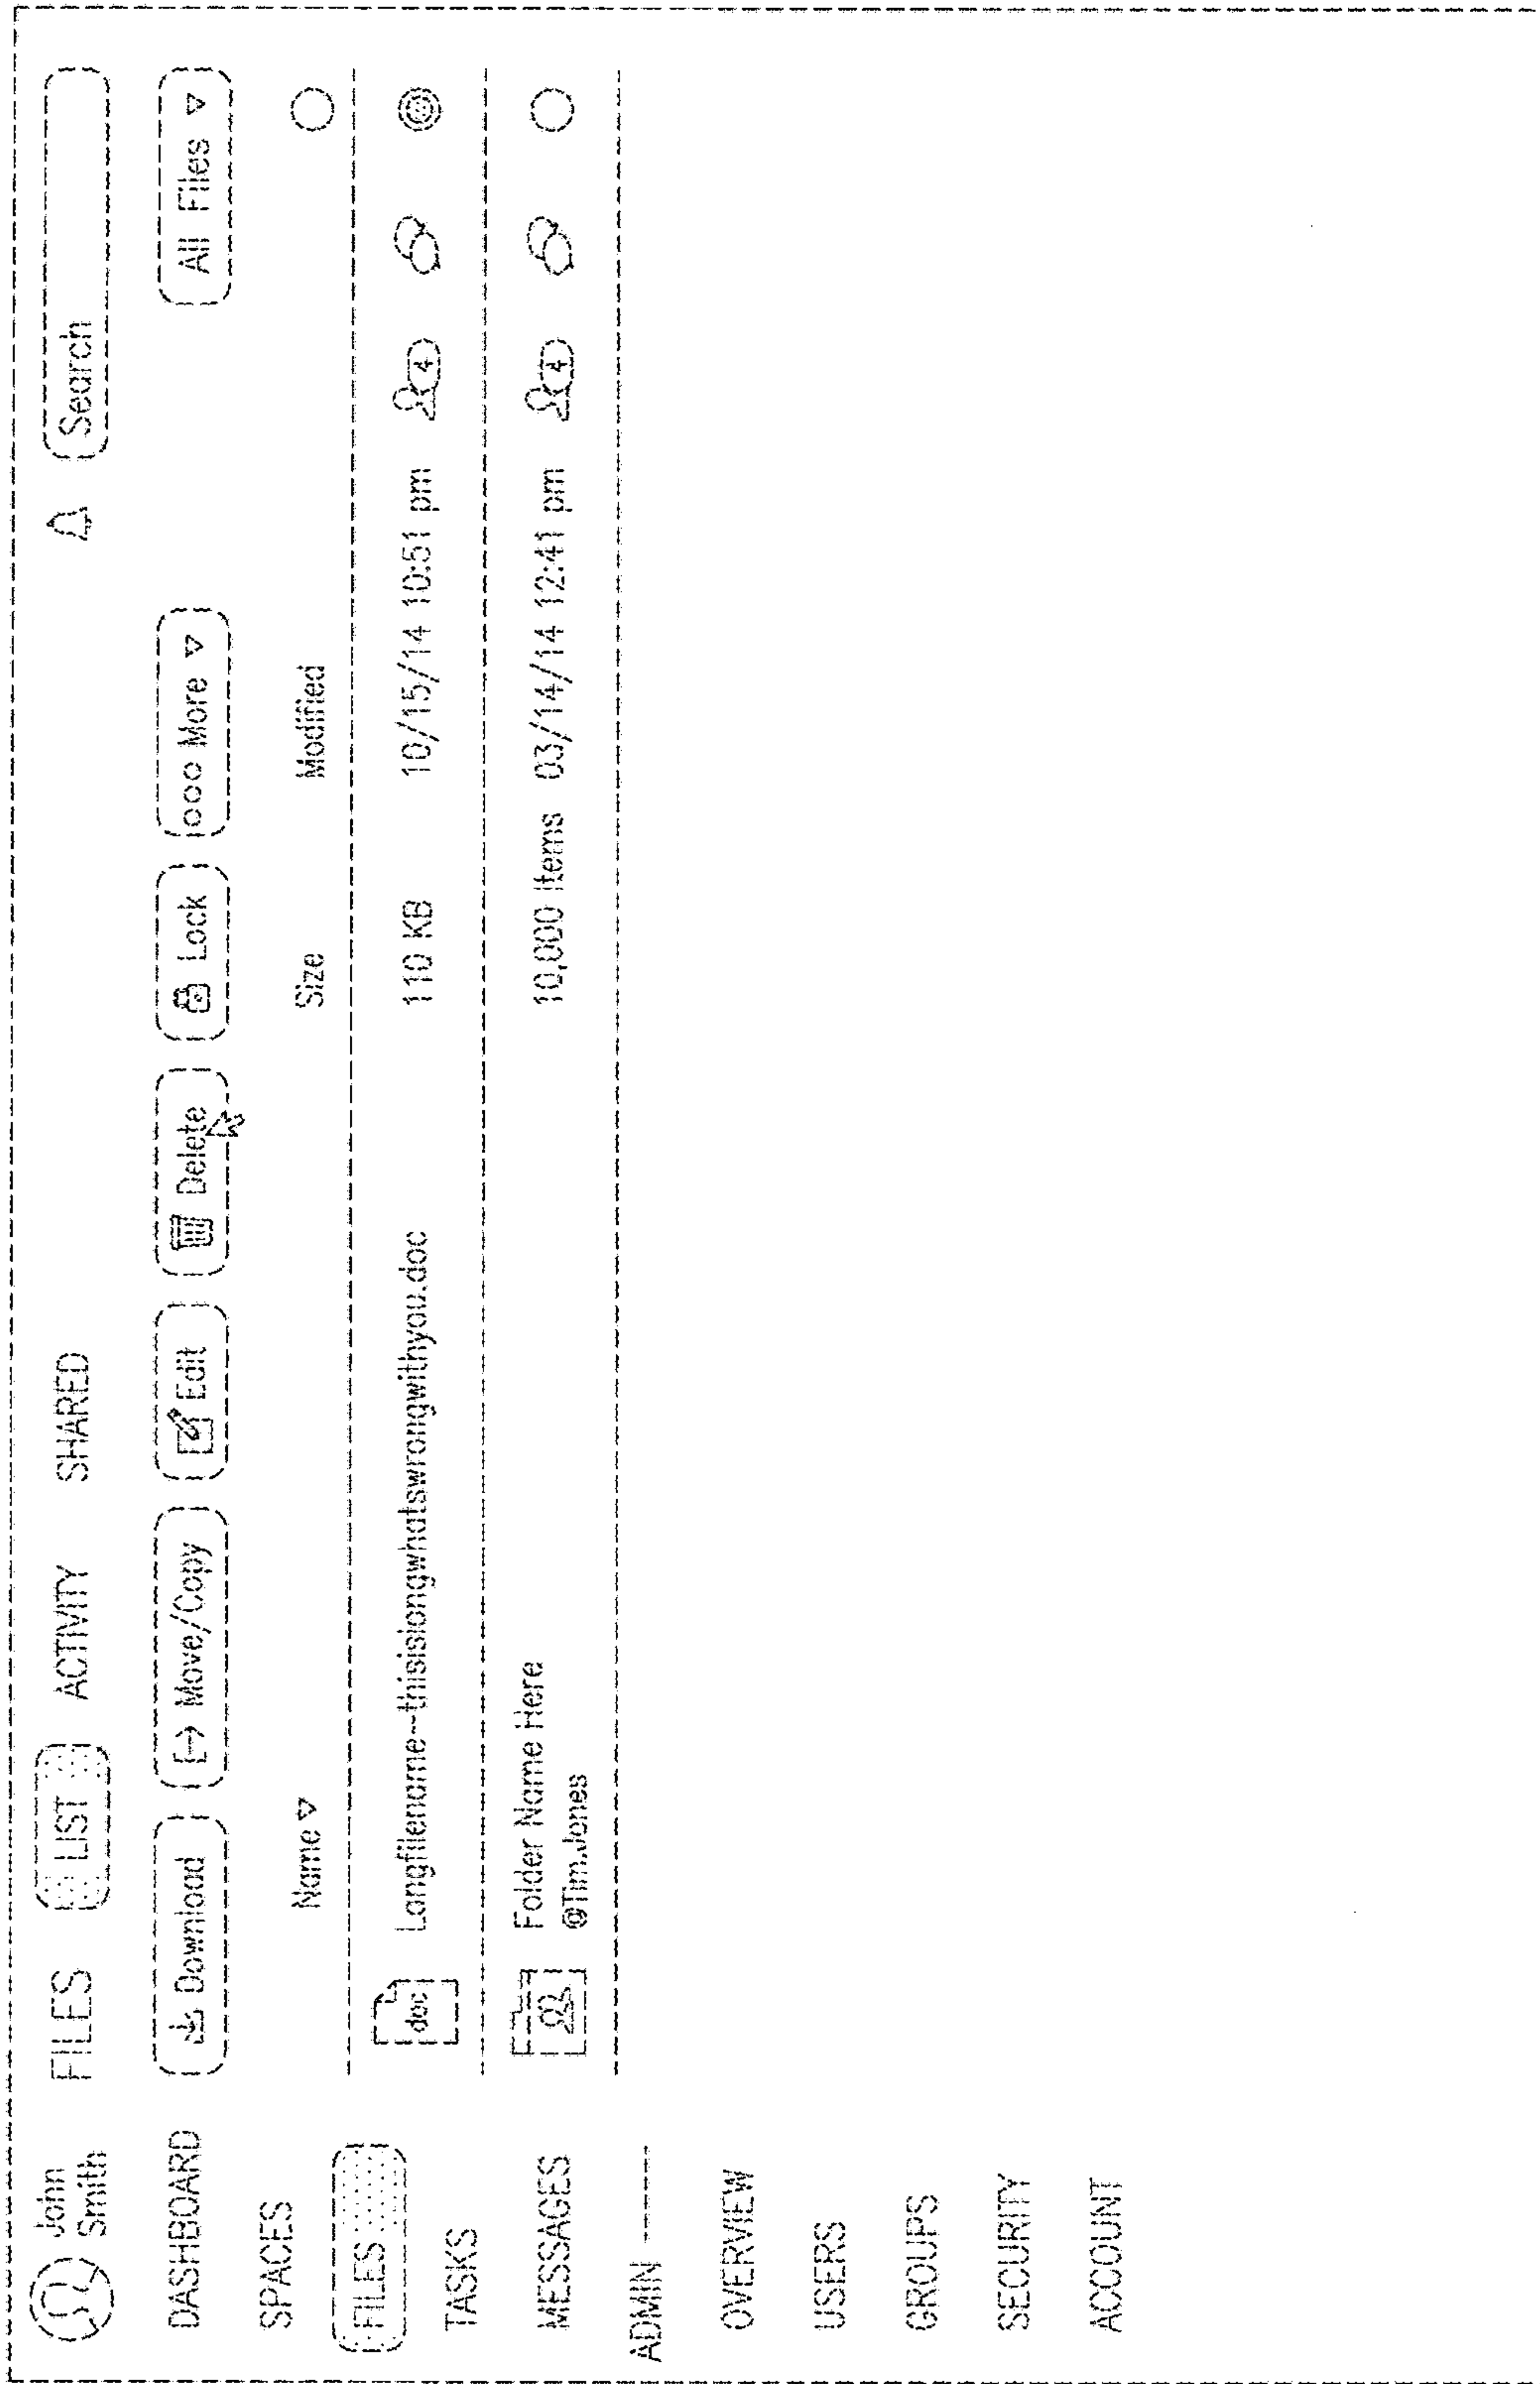 John
Smith
FILES
LIST
ACTIVITY
SHARED
Search
DASHBOARD
SPACES
FILES
TASKS
MESSAGES
ADMIN
OVERVIEW
USERS
GROUPS
SECURITY
ACCOUNT
Download
Move/Copy
Edit
Delete
Lock
More
All Files
Name
Size
Modified
doc
Longfilename--thisislongwhatswrongwithyou.doc
110 KB
10/15/14 10:51 pm
4
Folder Name Here
@Tim.Jones
10,000 Items
03/14/14 12:41 pm
4